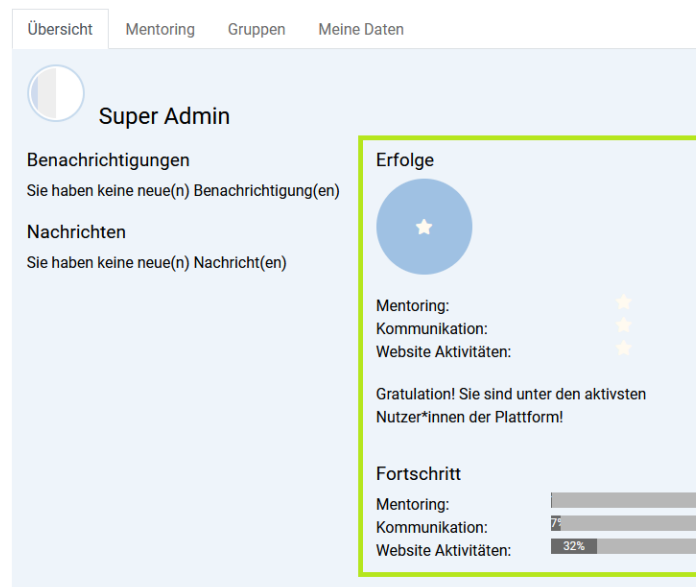 Übersicht Mentoring Gruppen Meine Daten
Super Admin
Benachrichtigungen
Sie haben keine neue(n) Benachrichtigung(en)
Nachrichten
Sie haben keine neue(n) Nachricht(en)
Erfolge
Mentoring:
Kommunikation:
Website Aktivitäten:
Gratulation! Sie sind unter den aktivsten
Nutzer*innen der Plattform!
Fortschritt
Mentoring:
Kommunikation:
Website Aktivitäten: 32%